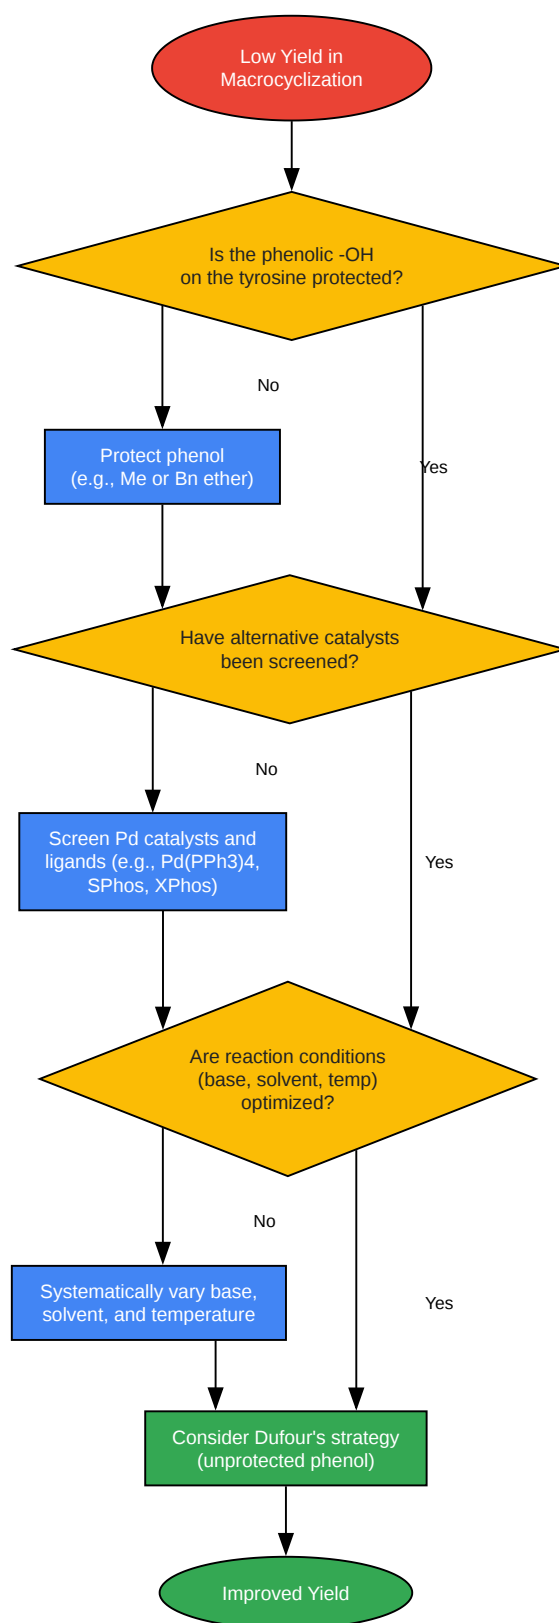 Low Yield in
Macrocyclization
Is the phenolic -OH
on the tyrosine protected?
No
Protect phenol
(e.g., Me or Bn ether)
Yes
Have alternative catalysts
been screened?
No
Screen Pd catalysts and
ligands (e.g., Pd(PPh3)4,
SPhos, XPhos)
Yes
Are reaction conditions
(base, solvent, temp)
optimized?
No
Systematically vary base,
solvent, and temperature
Yes
Consider Dufour's strategy
(unprotected phenol)
Improved Yield